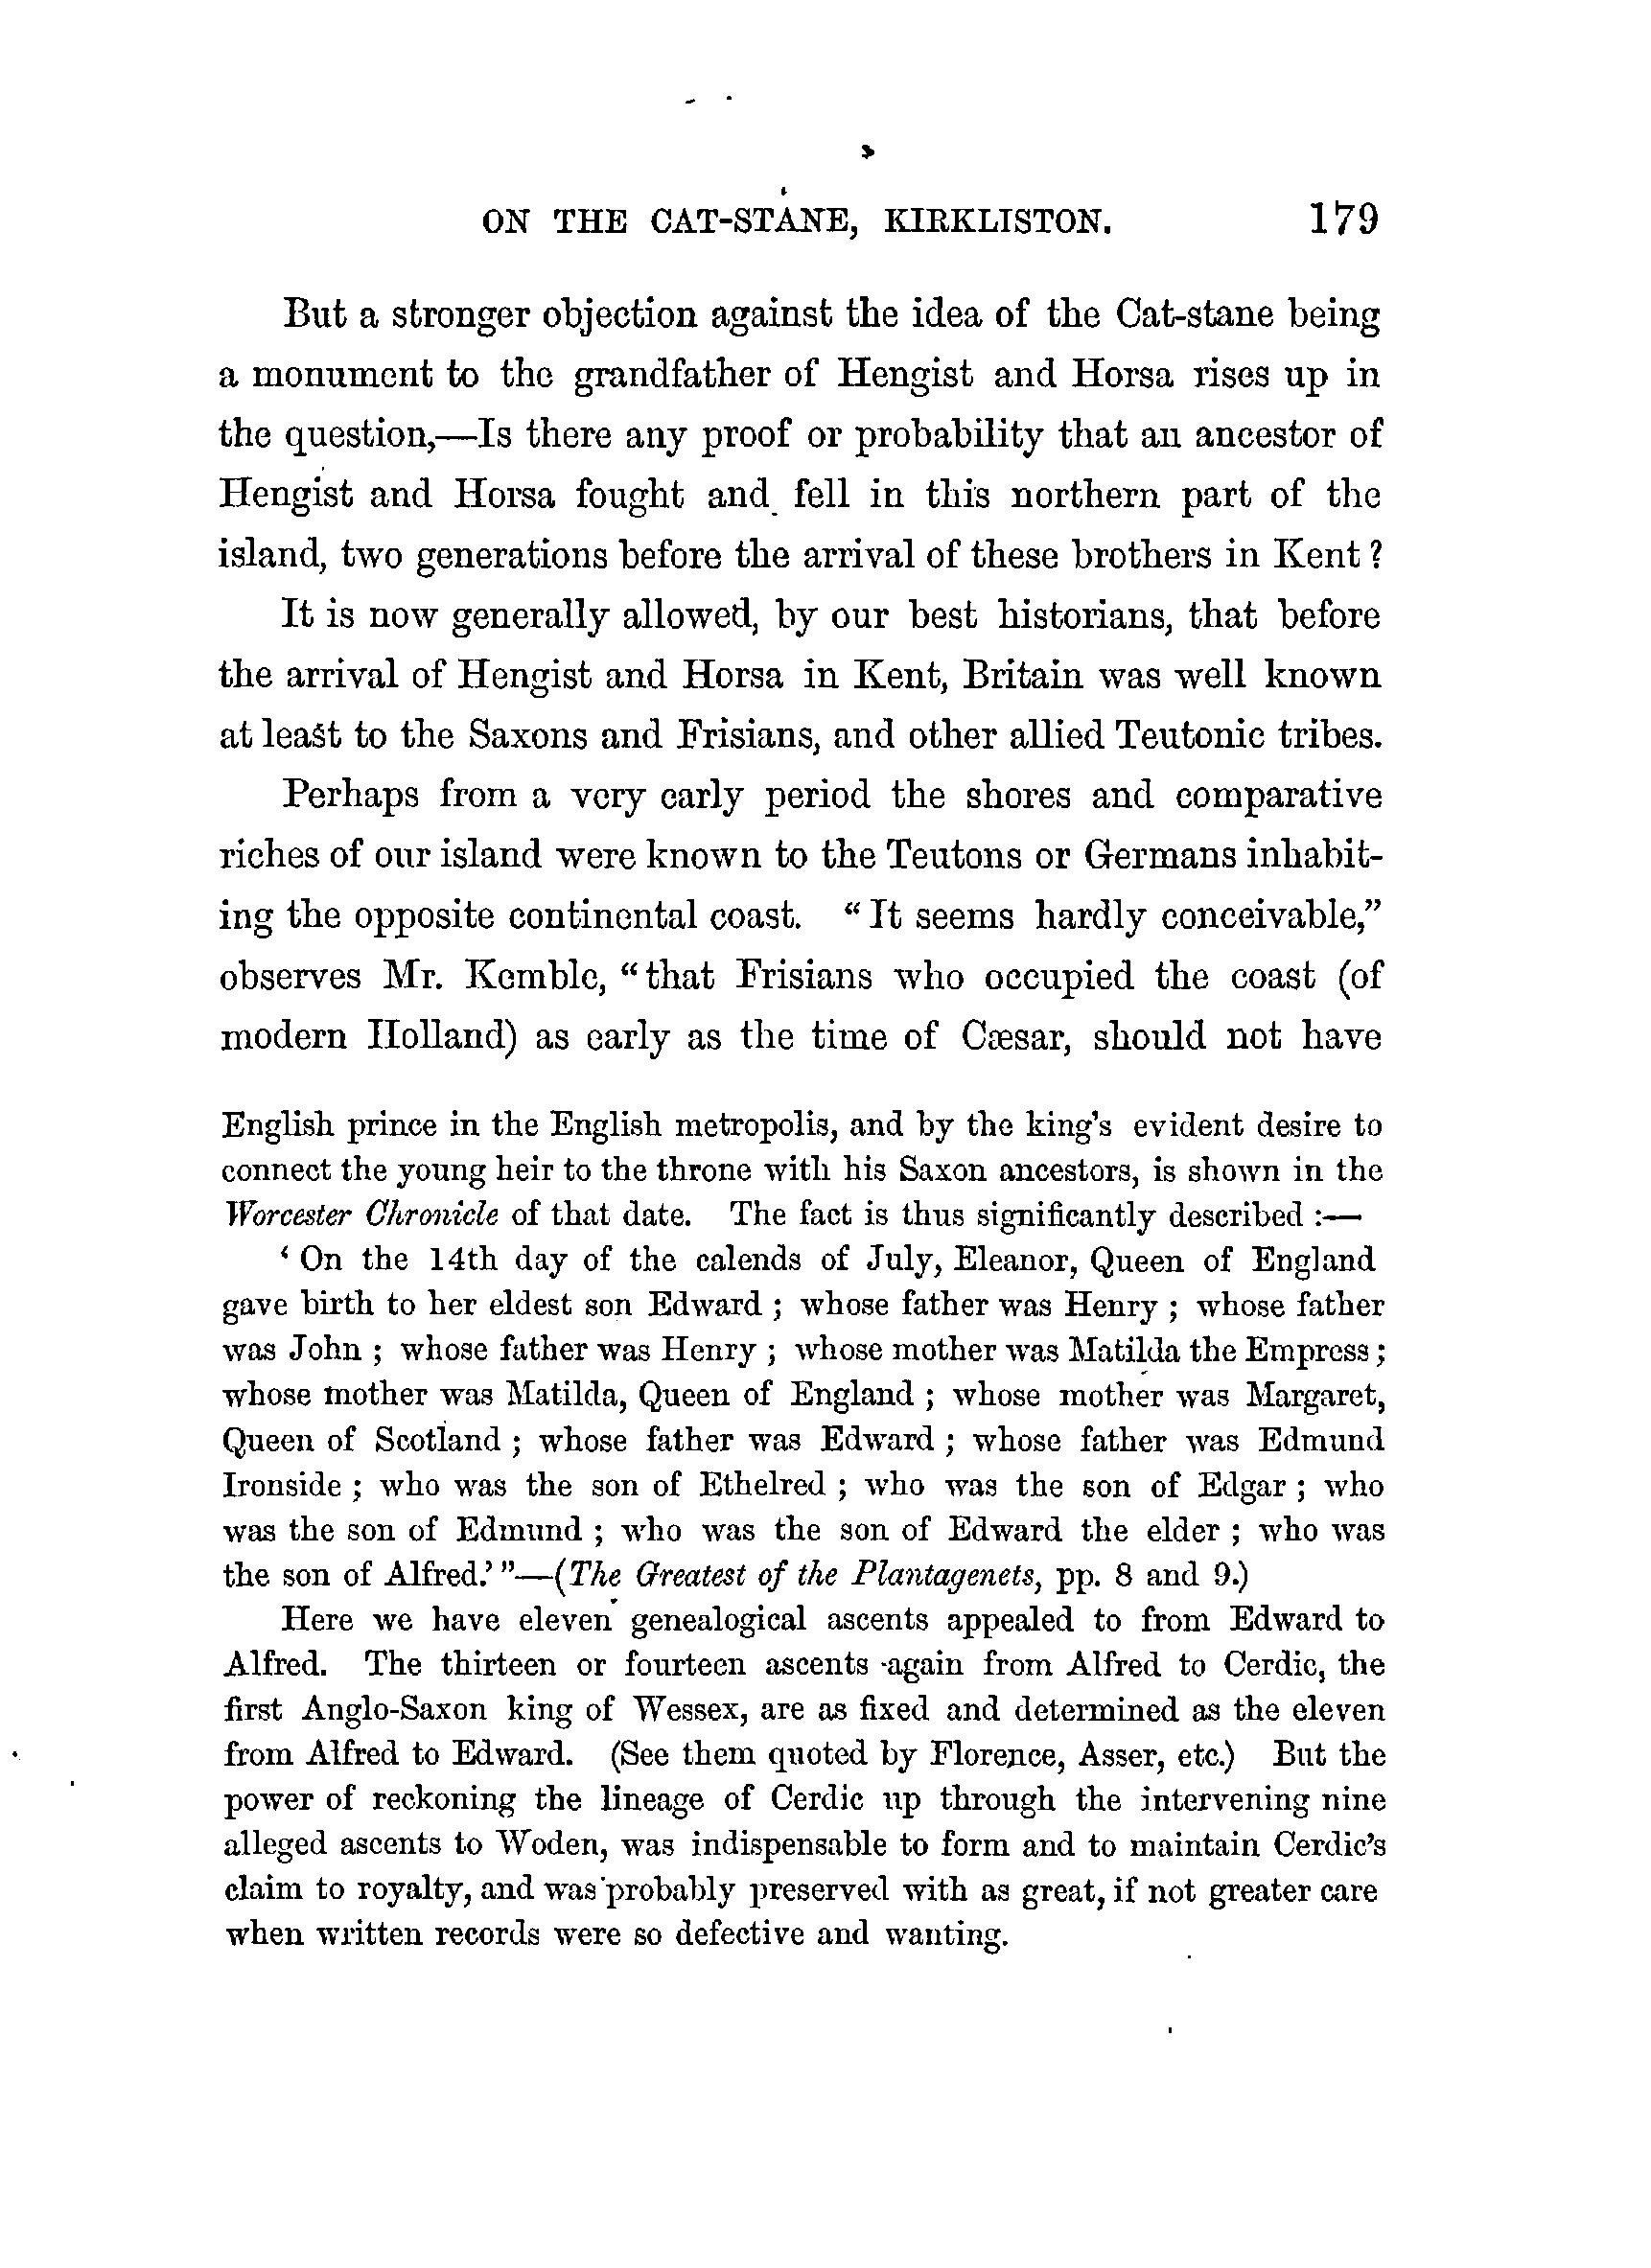 ON THE CAT-STANE, KIRKLISTON. 179
But a stronger objection against the idea of the Cat-stane being
a monument to the grandfather of Hengist and Horsa rises up in
the question,—Is there any proof or probability that an ancestor of
Hengist and Horsa fought and fell in this northern part of the
island, two generations before the arrival of these brothers in Kent ?
It is now generally allowed, by our best historians, that before
the arrival of Hengist and Horsa in Kent, Britain was well known
at least to the Saxons and Frisians, and other allied Teutonic tribes.
Perhaps from a very early period the shores and comparative
riches of our island were known to the Teutons or Germans inhabit-
ing the opposite continental coast. “ It seems hardly conceivable,”
observes Mr. Kemble, “ that Frisians who occupied the coast (of
modern Holland) as early as the time of Cæsar, should not have
English prince in the English metropolis, and by the king’s evident desire to
connect the young heir to the throne with his Saxon ancestors, is shown in the
Worcester Chronicle of that date. The fact is thus significantly described :—
‘ On the 14th day of the calends of July, Eleanor, Queen of England
gave birth to her eldest son Edward ; whose father was Henry ; whose father
was John ; whose father was Henry ; whose mother was Matilda the Empress ;
whose mother was Matilda, Queen of England ; whose mother was Margaret,
Queen of Scotland ; whose father was Edward ; whose father was Edmund
Ironside ; who was the son of Ethelred ; who was the son of Edgar ; who
was the son of Edmund ; who was the son of Edward the elder ; who was
the son of Alfred.’ ”—(The Greatest of the Plantagenets, pp. 8 and 9.)
Here we have eleven genealogical ascents appealed to from Edward to
Alfred. The thirteen or fourteen ascents again from Alfred to Cerdic, the
first Anglo-Saxon king of Wessex, are as fixed and determined as the eleven
from Alfred to Edward. (See them quoted by Florence, Asser, etc.) But the
power of reckoning the lineage of Cerdic up through the intervening nine
alleged ascents to Woden, was indispensable to form and to maintain Cerdic’s
claim to royalty, and was probably preserved with as great, if not greater care
when written records were so defective and wanting.